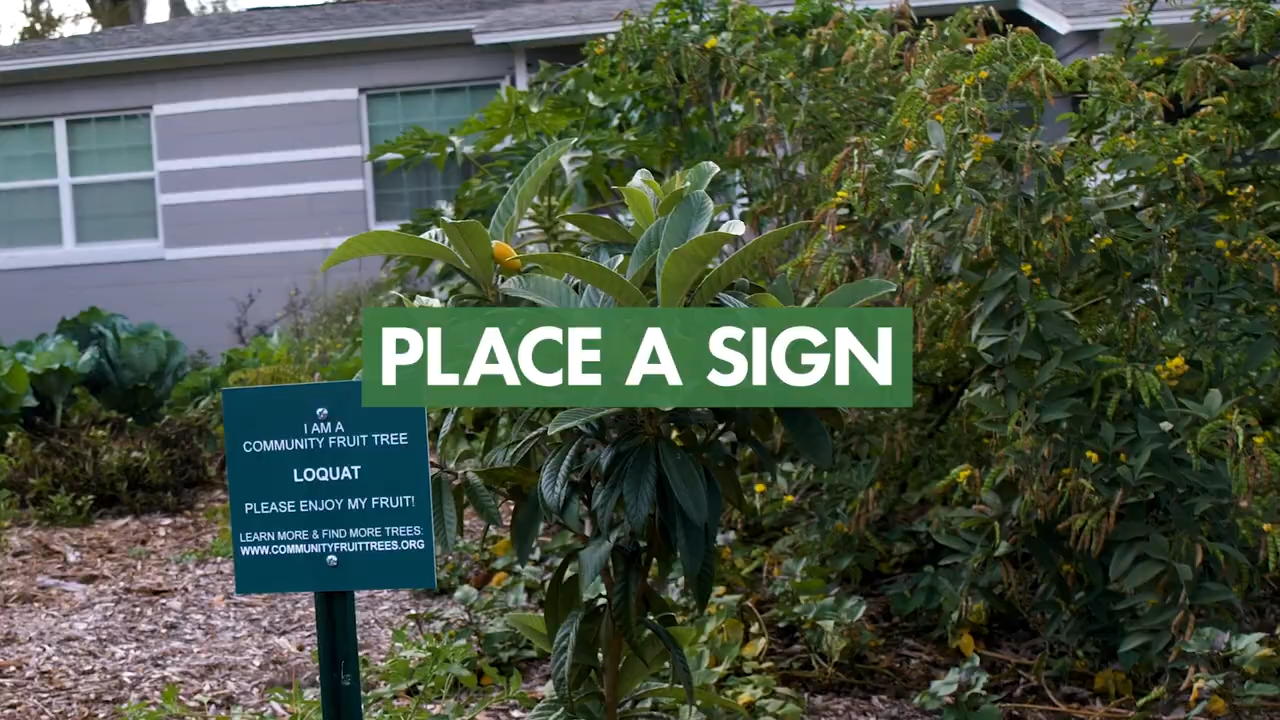 PLACE A SIGN
I AM A
COMMUNITY FRUIT TREE
LOQUAT
PLEASE ENJOY MY FRUIT!
LEARN MORE & FIND MORE TREES:
WWW.COMMUNITYFRUITTREES.ORG